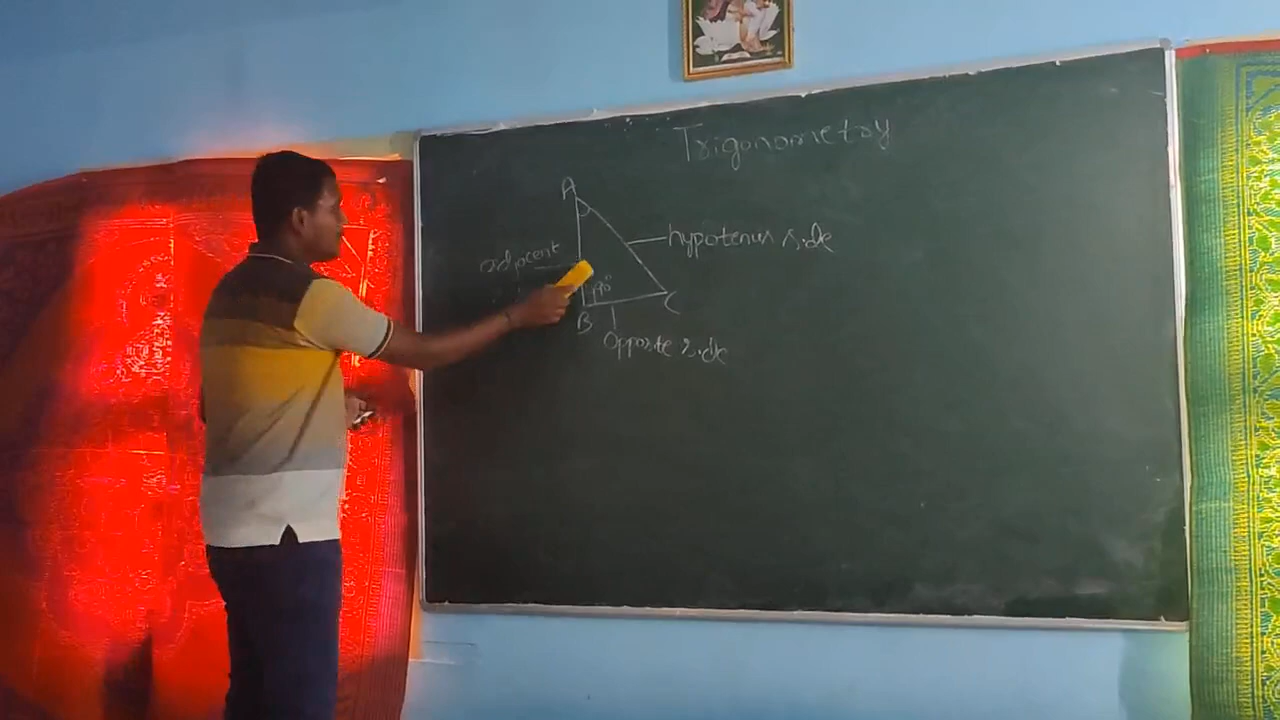 Trigonometry
A
adjacent
hypotenus side
90°
B
C
Opposite side